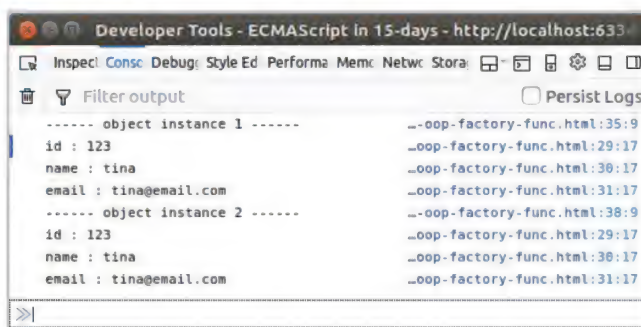 Developer Tools - ECMAScript in 15-days - http://localhost:633
Inspect Consc Debug Style Ed Performa Memc Netwc Stora
Filter output Persist Logs
------ object instance 1 ------ …-oop-factory-func.html:35:9
id : 123 …oop-factory-func.html:29:17
name : tina …oop-factory-func.html:30:17
email : tina@email.com …oop-factory-func.html:31:17
------ object instance 2 ------ …-oop-factory-func.html:38:9
id : 123 …oop-factory-func.html:29:17
name : tina …oop-factory-func.html:30:17
email : tina@email.com …oop-factory-func.html:31:17